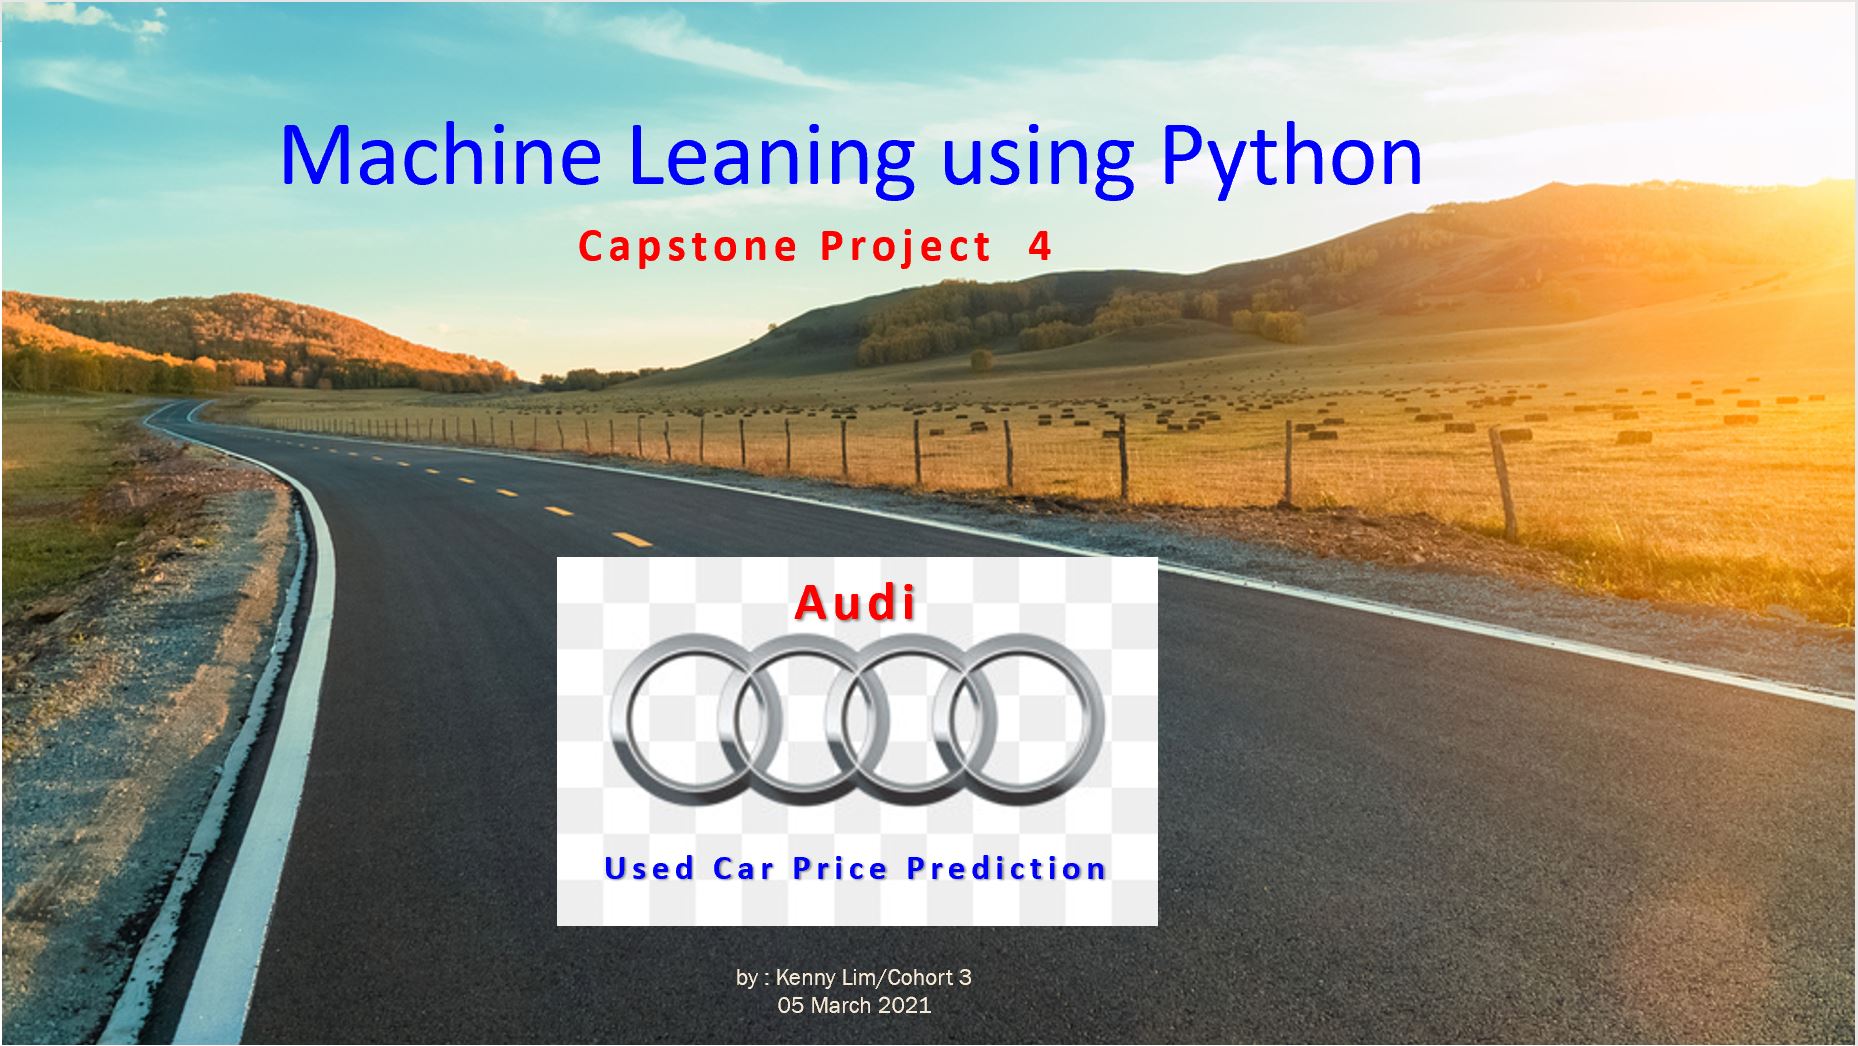 Machine Leaning using Python
Capstone Project 4
Audi
Used Car Price Prediction
by : Kenny Lim/Cohort 3
05 March 2021